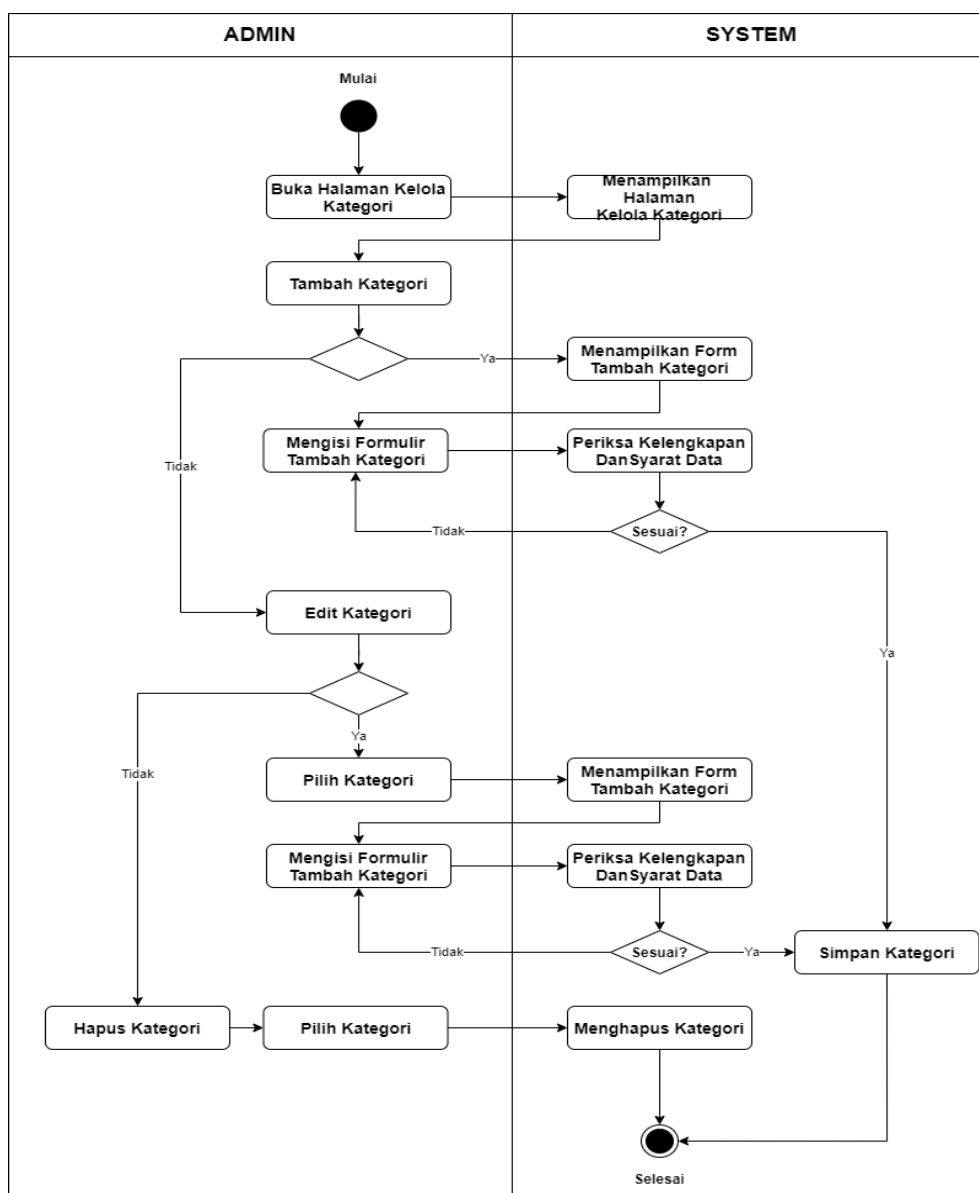 ADMIN
SYSTEM
Mulai
Buka Halaman Kelola
Kategori
Menampilkan
Halaman
Kelola Kategori
Tambah Kategori
Ya
Menampilkan Form
Tambah Kategori
Mengisi Formulir
Tambah Kategori
Periksa Kelengkapan
DanSyarat Data
Tidak
Tidak
Sesuai?
Edit Kategori
Ya
Ya
Tidak
Pilih Kategori
Menampilkan Form
Tambah Kategori
Mengisi Formulir
Tambah Kategori
Periksa Kelengkapan
DanSyarat Data
Tidak
Sesuai?
Ya
Simpan Kategori
Hapus Kategori
Pilih Kategori
Menghapus Kategori
Selesai